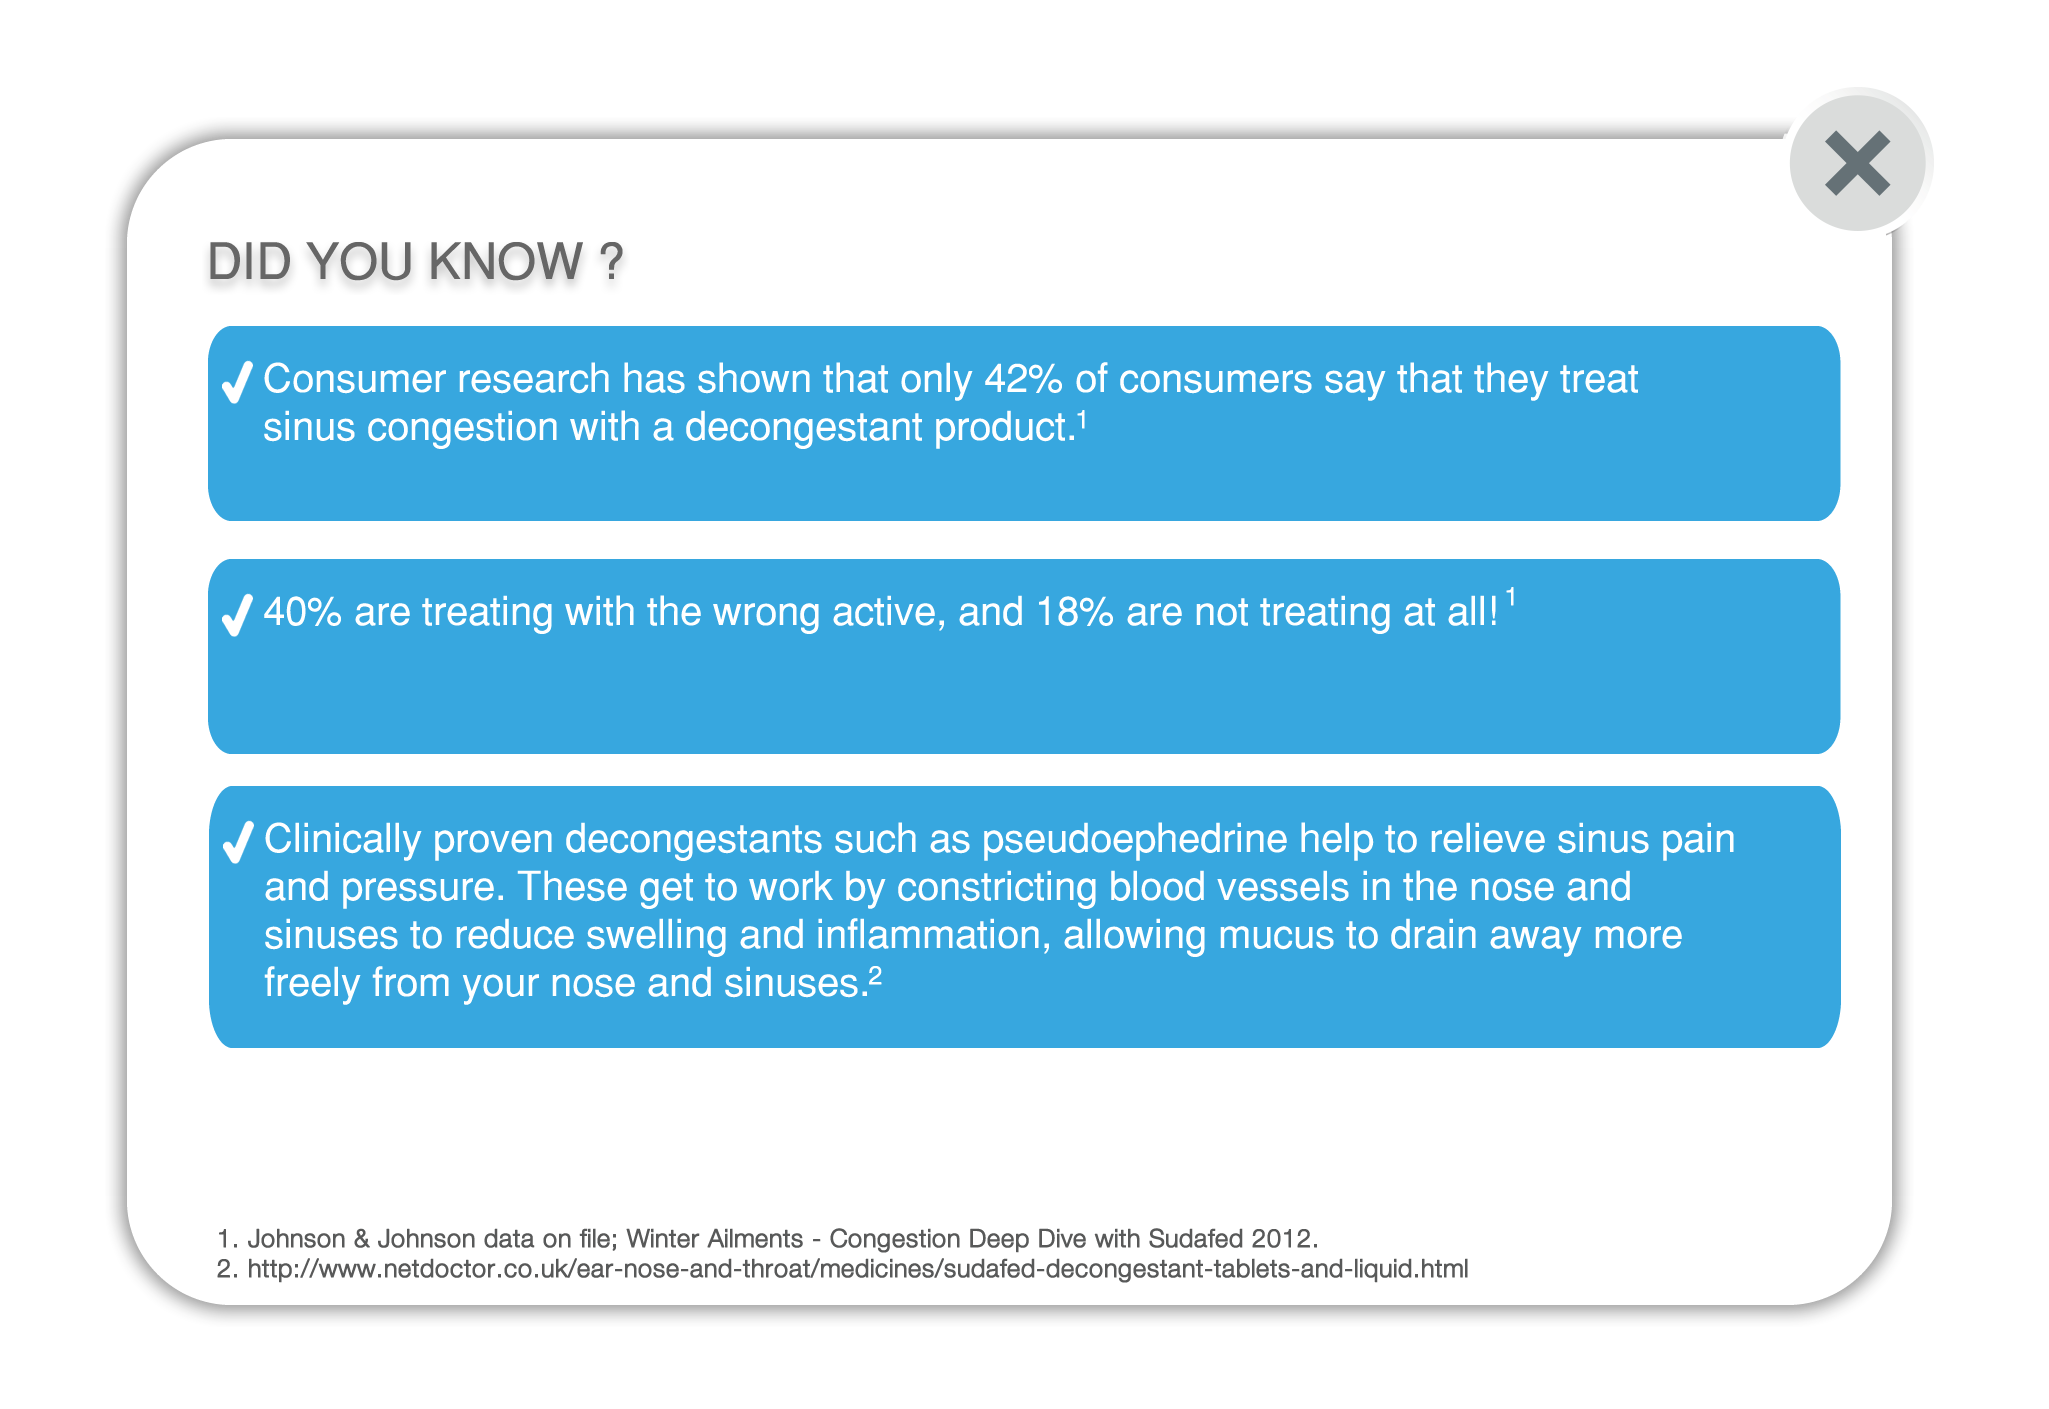 DID YOU KNOW ?
Consumer research has shown that only 42% of consumers say that they treat
sinus congestion with a decongestant product.¹
40% are treating with the wrong active, and 18% are not treating at all! ¹
Clinically proven decongestants such as pseudoephedrine help to relieve sinus pain
and pressure. These get to work by constricting blood vessels in the nose and
sinuses to reduce swelling and inflammation, allowing mucus to drain away more
freely from your nose and sinuses.²
1. Johnson & Johnson data on file; Winter Ailments - Congestion Deep Dive with Sudafed 2012.
2. http://www.netdoctor.co.uk/ear-nose-and-throat/medicines/sudafed-decongestant-tablets-and-liquid.html